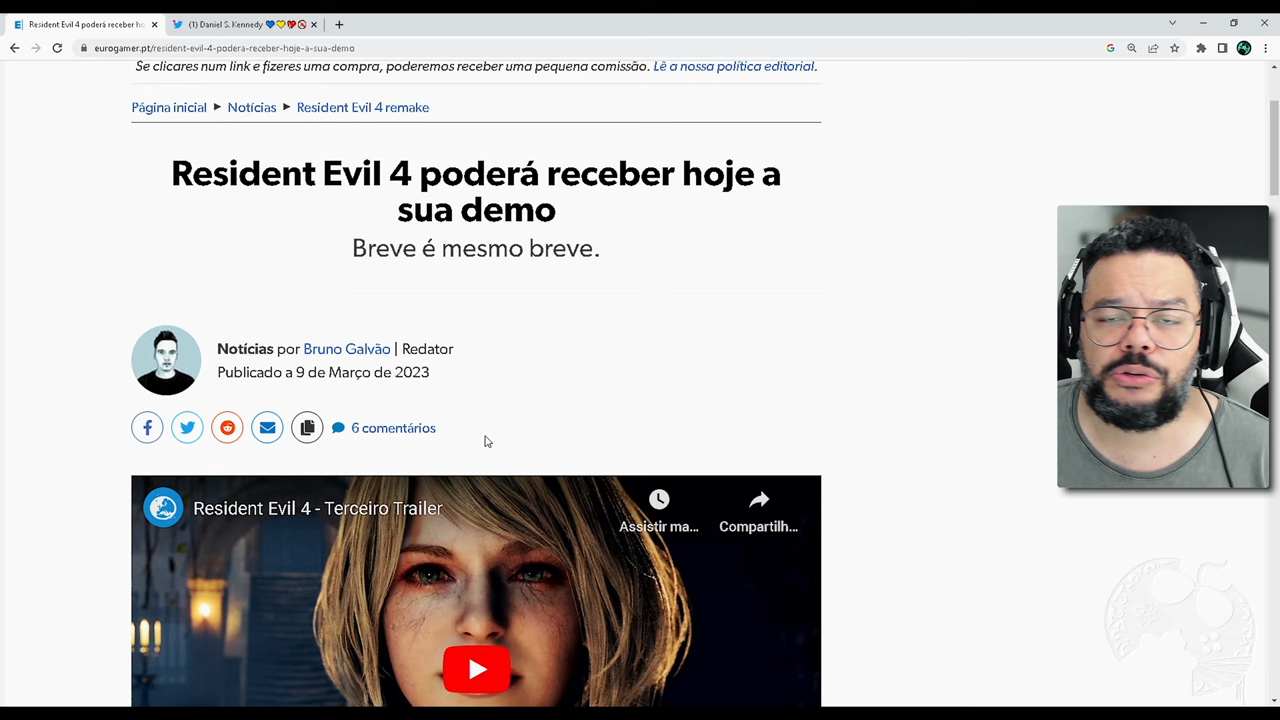 Resident Evil 4 poderá receber ho
(1) Daniel S. Kennedy 💙💛💔🚫
eurogamer.pt/resident-evil-4-podera-receber-hoje-a-sua-demo
Se clicares num link e fizeres uma compra, poderemos receber uma pequena comissão. Lê a nossa política editorial.
Página inicial ► Notícias ► Resident Evil 4 remake
Resident Evil 4 poderá receber hoje a
sua demo
Breve é mesmo breve.
Notícias por Bruno Galvão | Redator
Publicado a 9 de Março de 2023
6 comentários
Resident Evil 4 - Terceiro Trailer
Assistir ma...
Compartilh...